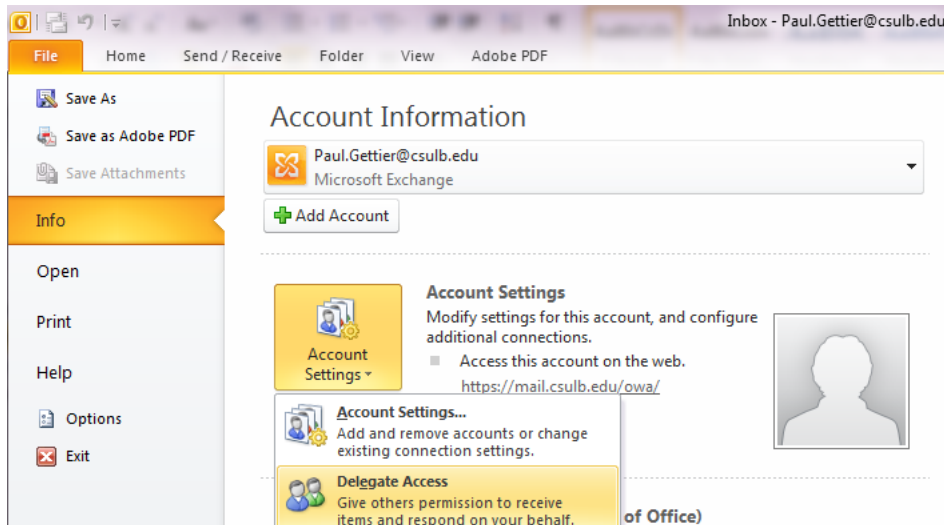 Inbox - Paul.Gettier@csulb.edu
File Home Send / Receive Folder View Adobe PDF
Save As
Save as Adobe PDF
Save Attachments
Info
Open
Print
Help
Options
Exit
Account Information
Paul.Gettier@csulb.edu
Microsoft Exchange
Add Account
Account Settings
Account Settings
Modify settings for this account, and configure
additional connections.
Access this account on the web.
https://mail.csulb.edu/owa/
Account Settings...
Add and remove accounts or change
existing connection settings.
Delegate Access
Give others permission to receive
items and respond on your behalf.
of Office)